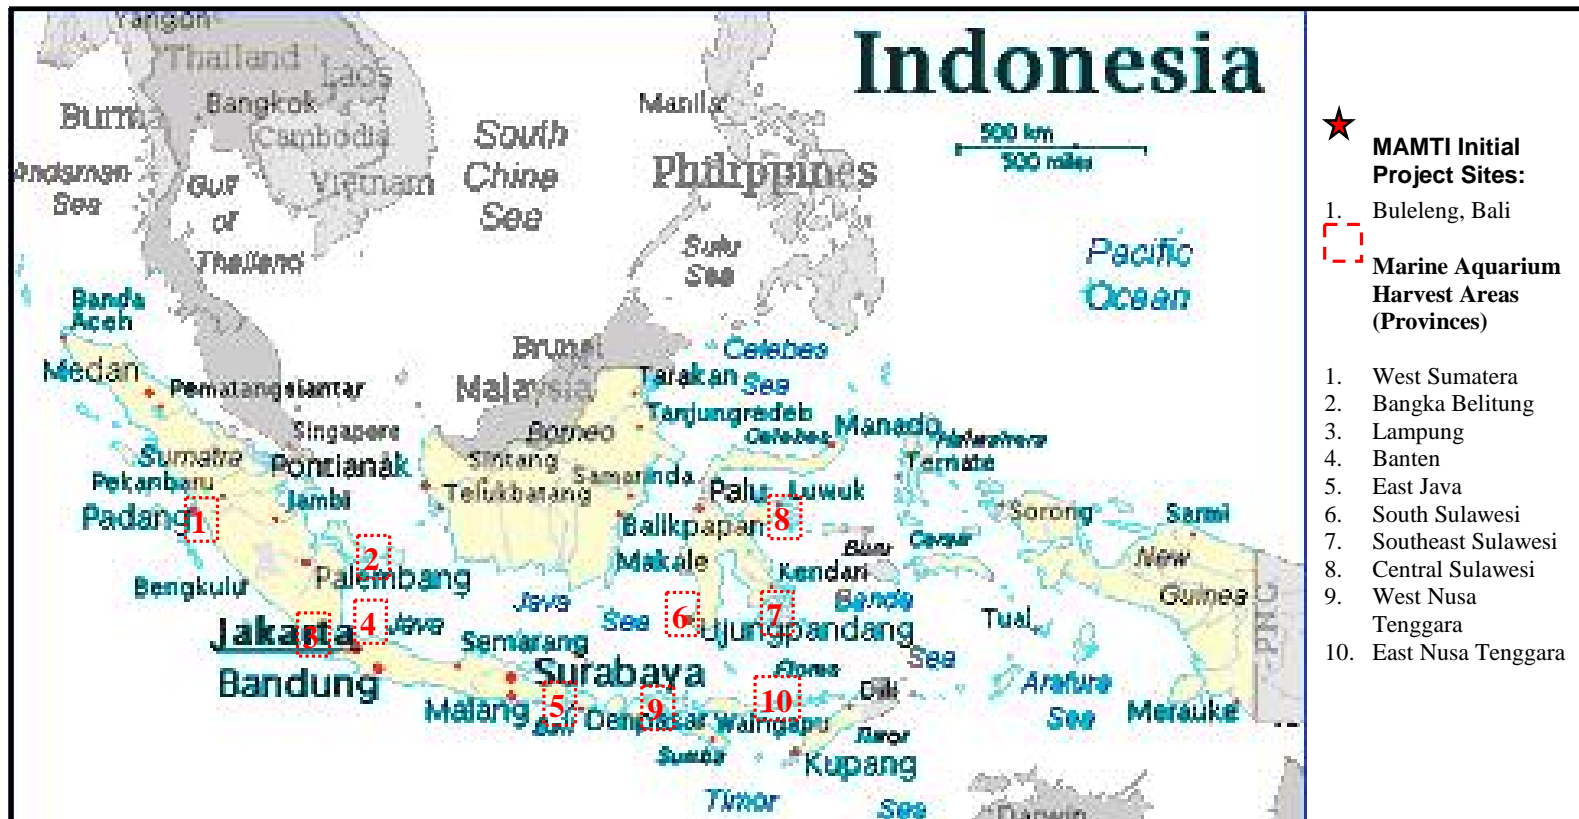 Yangon
Indonesia
Thailand
Laos
Burm
Bangkok
Manila
Cambodia
South
China
Sea
500 km
500 miles
Andaman
Sea
Vietnam
Philippines
Gulf
of
Thailand
Sulu
Sea
Pacific
Ocean
Banda
Aceh
Brunei
Celebes
Sea
Medan
Pematangsiantar
Malaysia
Tarakan
Tanjungredeb
Singapore
Borneo
Celebes
Manado
Halmahera
Sumatra
Pontianak
Sintang
Samarinda
Ternate
Pekanbaru
Jambi
Telukbatang
Palu
Luwuk
Padang
1
Balikpapan
8
Sorong
Sarmi
2
Makale
Buru
Ceram
New
Guinea
Bengkulu
Palembang
Kendari
Java
Sea
Banda
Sea
6
7
Ujungpandang
Tual
PNG
Jakarta
3
4
Java
Semarang
Bandung
Surabaya
Flores
Dili
Arafura
Sea
Merauke
Malang
5
Bali
Denpasar
9
10
Waingapu
Sumba
Timor
Kupang
Timor
Sea
Darwin
MAMTI Initial
Project Sites:
1. Buleleng, Bali
Marine Aquarium
Harvest Areas
(Provinces)
1. West Sumatera
2. Bangka Belitung
3. Lampung
4. Banten
5. East Java
6. South Sulawesi
7. Southeast Sulawesi
8. Central Sulawesi
9. West Nusa
Tenggara
10. East Nusa Tenggara